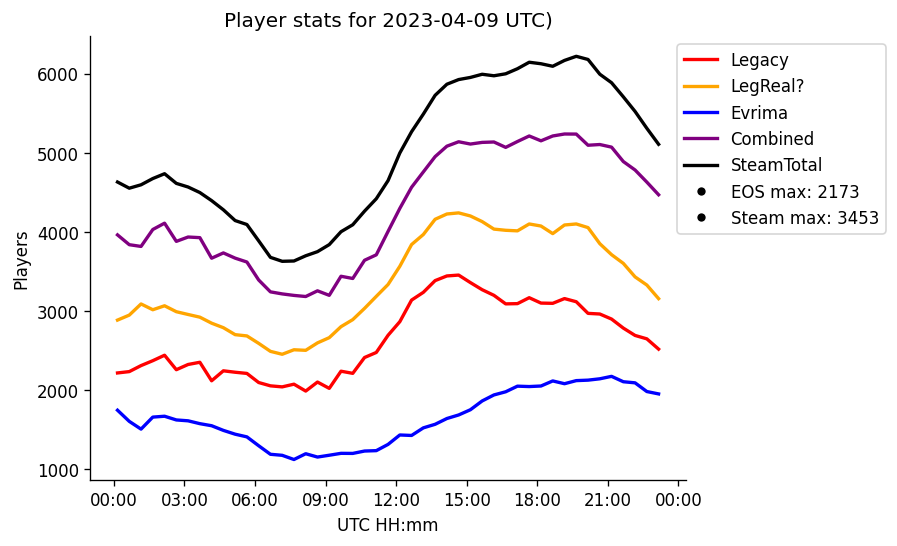 Player stats for 2023-04-09 UTC)
Players
6000
5000
4000
3000
2000
1000
00:00 03:00 06:00 09:00 12:00 15:00 18:00 21:00 00:00
UTC HH:mm
Legacy
LegReal?
Evrima
Combined
SteamTotal
EOS max: 2173
Steam max: 3453